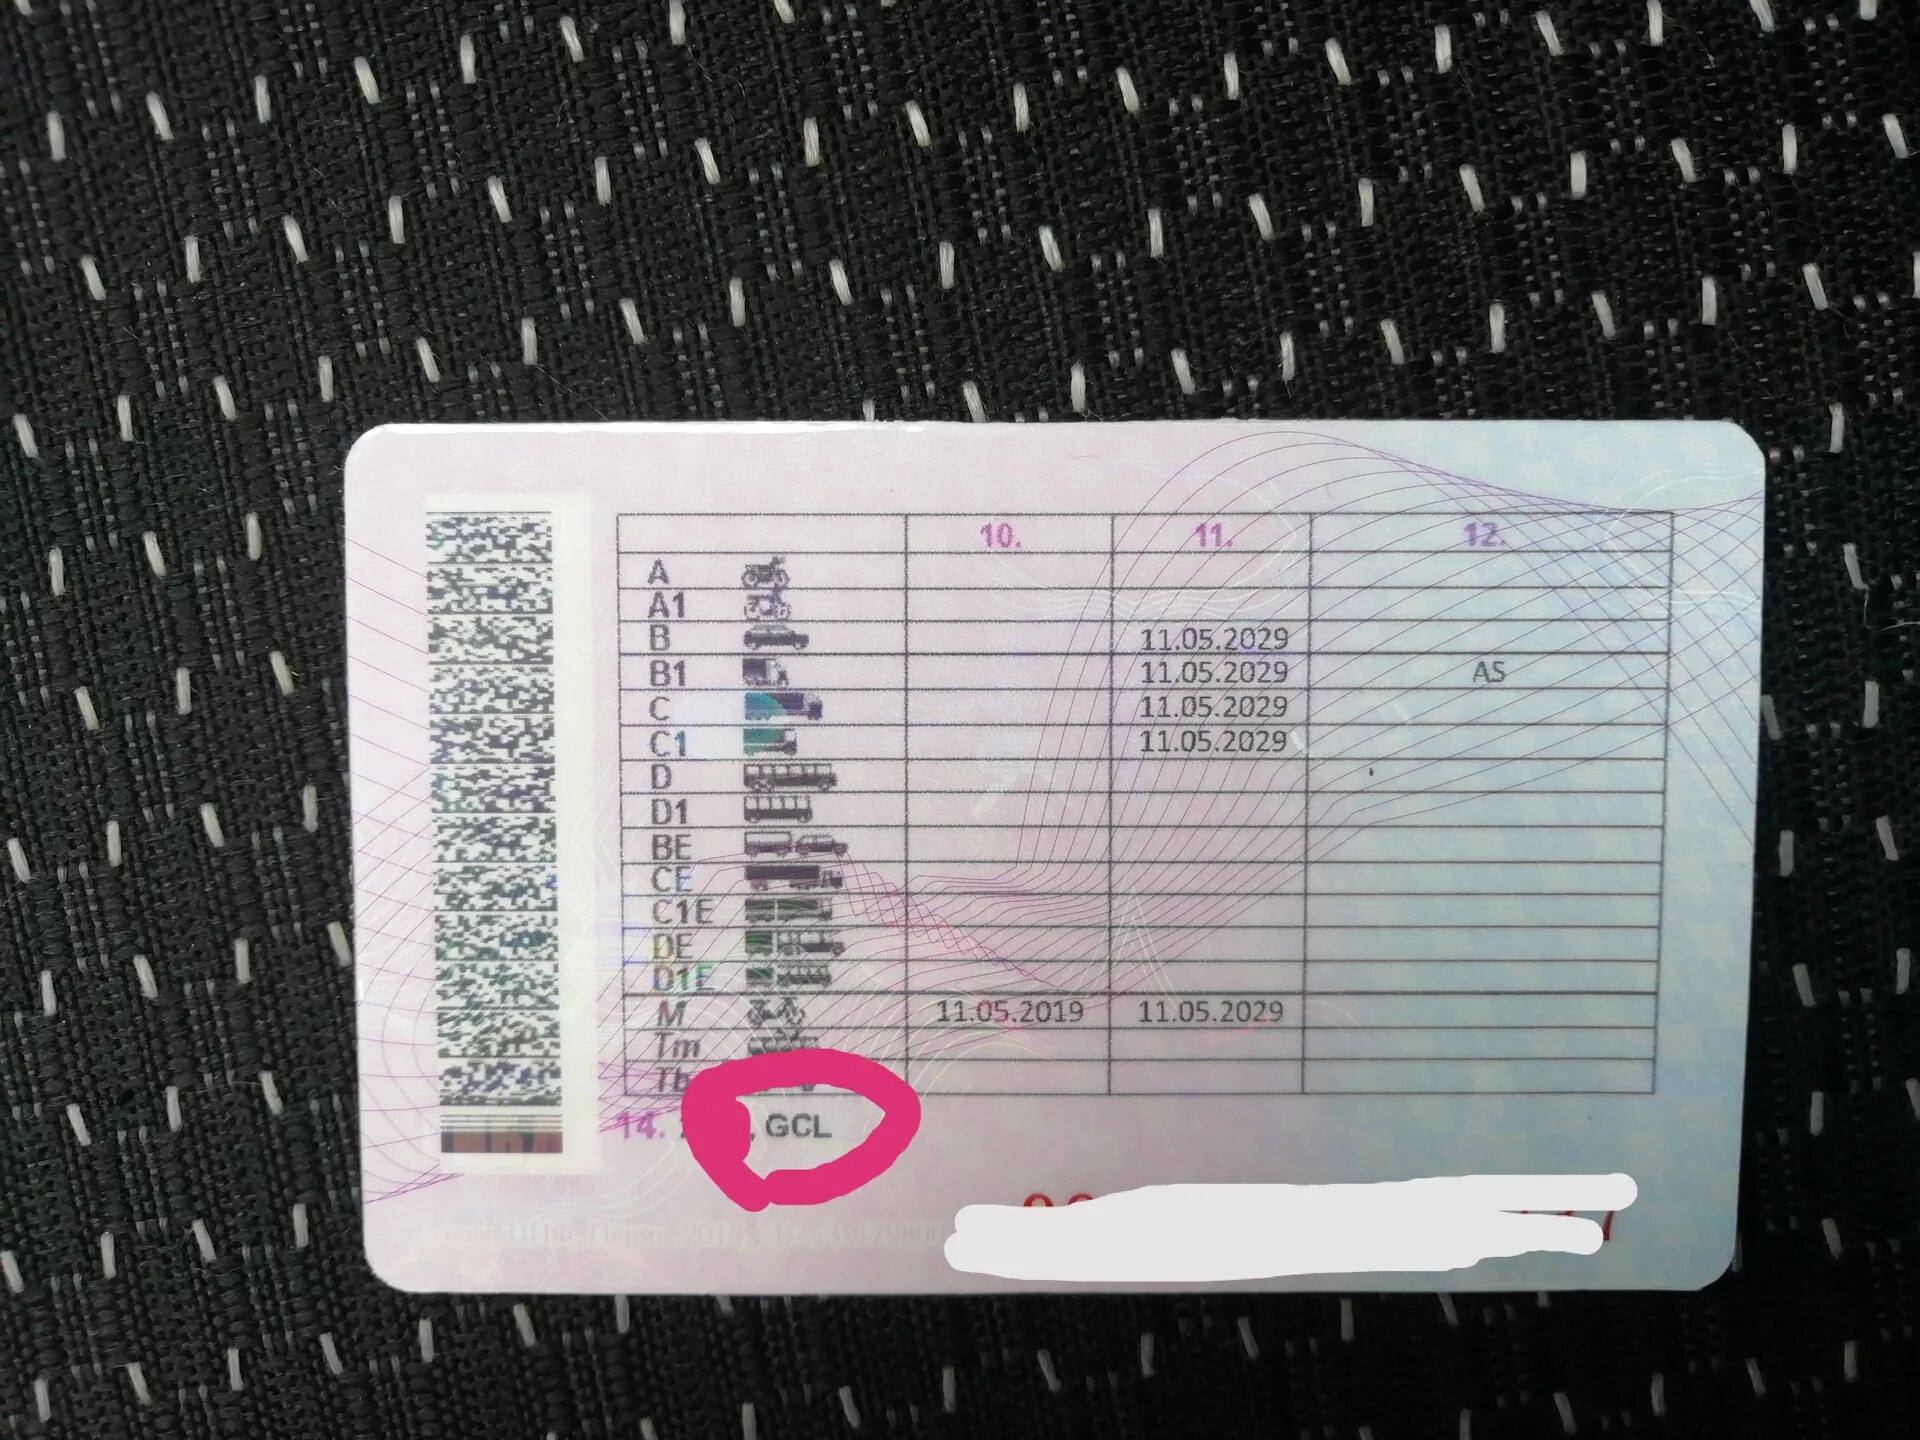 10. 11. 12.
A
A1
B 11.05.2029
B1 11.05.2029 AS
C 11.05.2029
C1 11.05.2029
D
D1
BE
CE
C1E
DE
D1E
M 11.05.2019 11.05.2029
Tm
Tb
14. , GCL